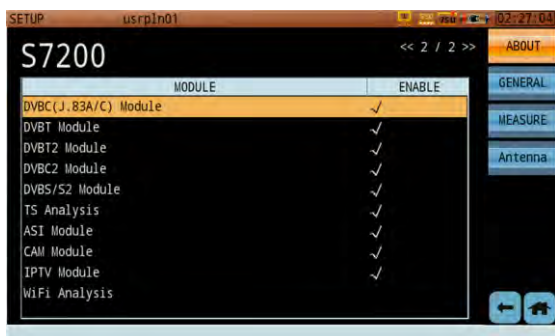 SETUP usrpln01 02:27:04
S7200 << 2 / 2 >>
MODULE ENABLE
DVBC(J.83A/C) Module √
DVBT Module √
DVBT2 Module √
DVBC2 Module √
DVBS/S2 Module √
TS Analysis √
ASI Module √
CAM Module √
IPTV Module √
WiFi Analysis
ABOUT
GENERAL
MEASURE
Antenna